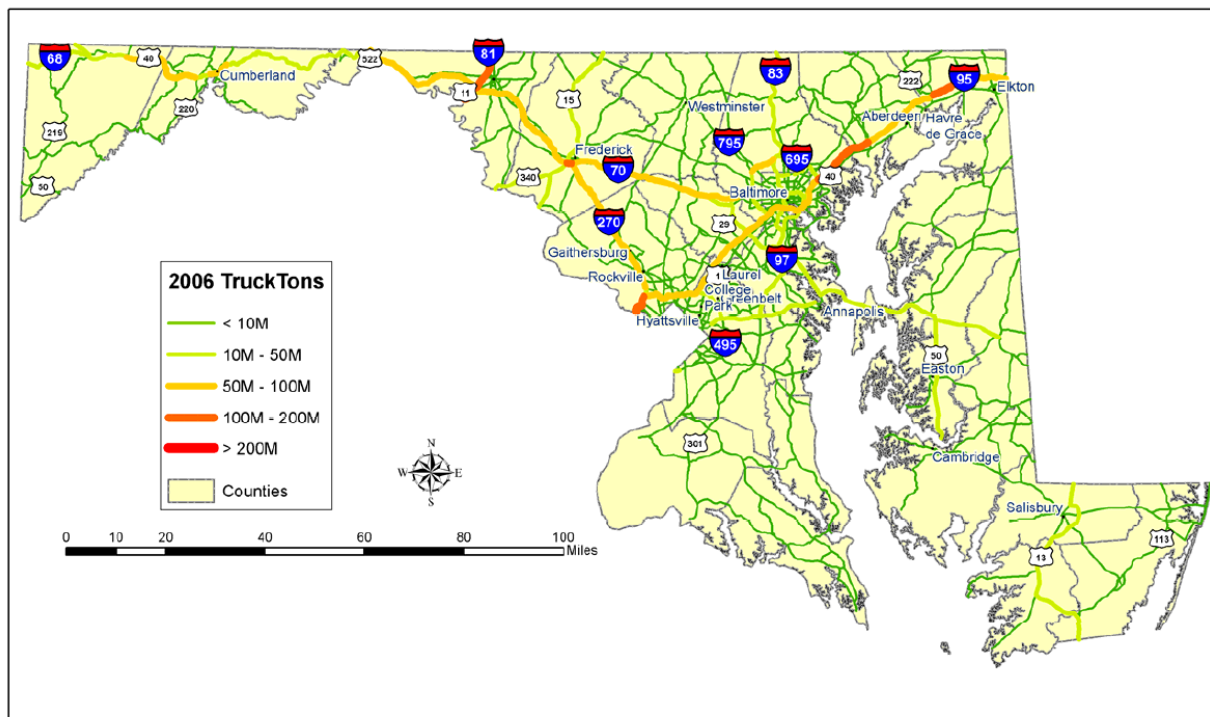 68
40
Cumberland
220
219
50
522
81
11
15
Frederick
340
70
270
Gaithersburg
Rockville
83
Westminster
795
695
Baltimore
40
29
97
222
95
Elkton
Aberdeen
Havre
de Grace
1
Laurel
College
Park
Greenbelt
Hyattsville
495
Annapolis
50
Easton
301
Cambridge
Salisbury
13
113
2006 TruckTons
< 10M
10M - 50M
50M - 100M
100M - 200M
> 200M
Counties
N
W E
S
0 10 20 40 60 80 100
Miles